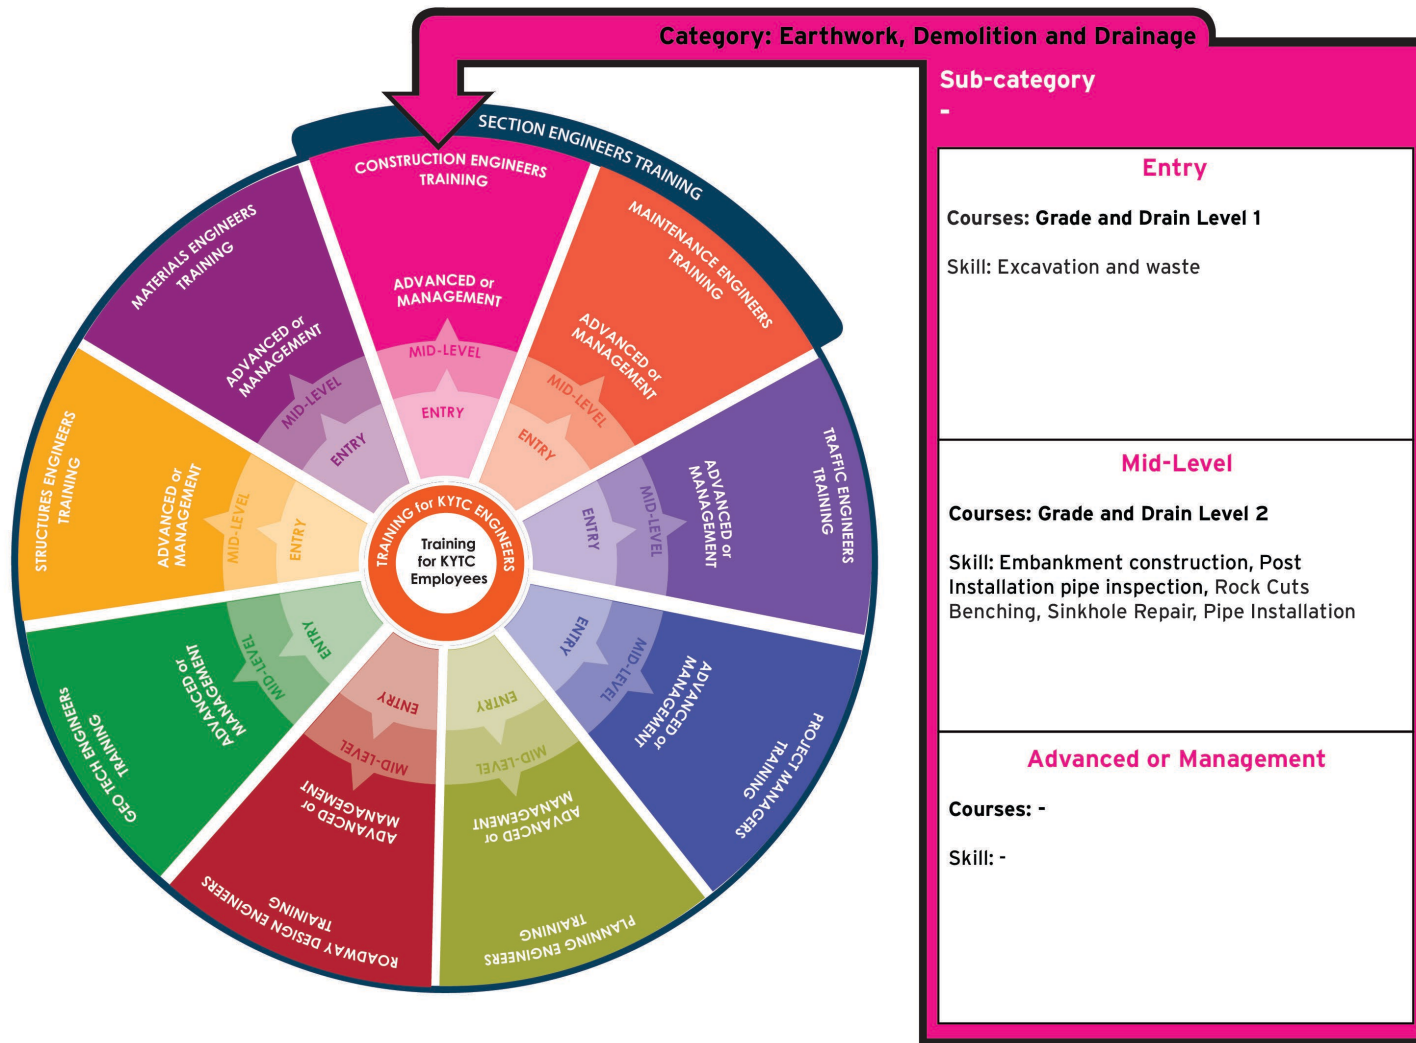 Category: Earthwork, Demolition and Drainage
Sub-category
-
Entry
Courses: Grade and Drain Level 1
Skill: Excavation and waste
Mid-Level
Courses: Grade and Drain Level 2
Skill: Embankment construction, Post
Installation pipe inspection, Rock Cuts
Benching, Sinkhole Repair, Pipe Installation
Advanced or Management
Courses: -
Skill: -
SECTION ENGINEERS TRAINING
CONSTRUCTION ENGINEERS
TRAINING
ADVANCED or
MANAGEMENT
MID-LEVEL
ENTRY
MAINTENANCE ENGINEERS
TRAINING
ADVANCED or
MANAGEMENT
MID-LEVEL
ENTRY
TRAFFIC ENGINEERS
TRAINING
ADVANCED or
MANAGEMENT
MID-LEVEL
ENTRY
PROJECT MANAGERS
TRAINING
ADVANCED or
MANAGEMENT
MID-LEVEL
ENTRY
PLANNING ENGINEERS
TRAINING
ADVANCED or
MANAGEMENT
MID-LEVEL
ENTRY
ROADWAY DESIGN ENGINEERS
TRAINING
ADVANCED or
MANAGEMENT
MID-LEVEL
ENTRY
GEO TECH ENGINEERS
TRAINING
ADVANCED or
MANAGEMENT
MID-LEVEL
ENTRY
STRUCTURES ENGINEERS
TRAINING
ADVANCED or
MANAGEMENT
MID-LEVEL
ENTRY
MATERIALS ENGINEERS
TRAINING
ADVANCED or
MANAGEMENT
MID-LEVEL
ENTRY
TRAINING for KYTC ENGINEERS
Training
for KYTC
Employees